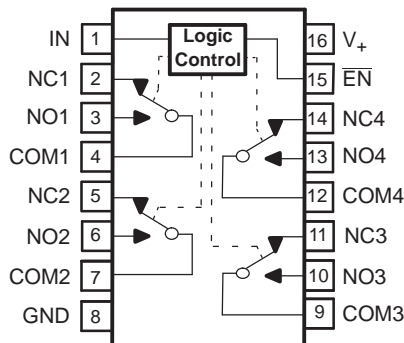 IN 1
NC1 2
NO1 3
COM1 4
NC2 5
NO2 6
COM2 7
GND 8
Logic
Control
16 V+
15 E̅N̅
14 NC4
13 NO4
12 COM4
11 NC3
10 NO3
9 COM3